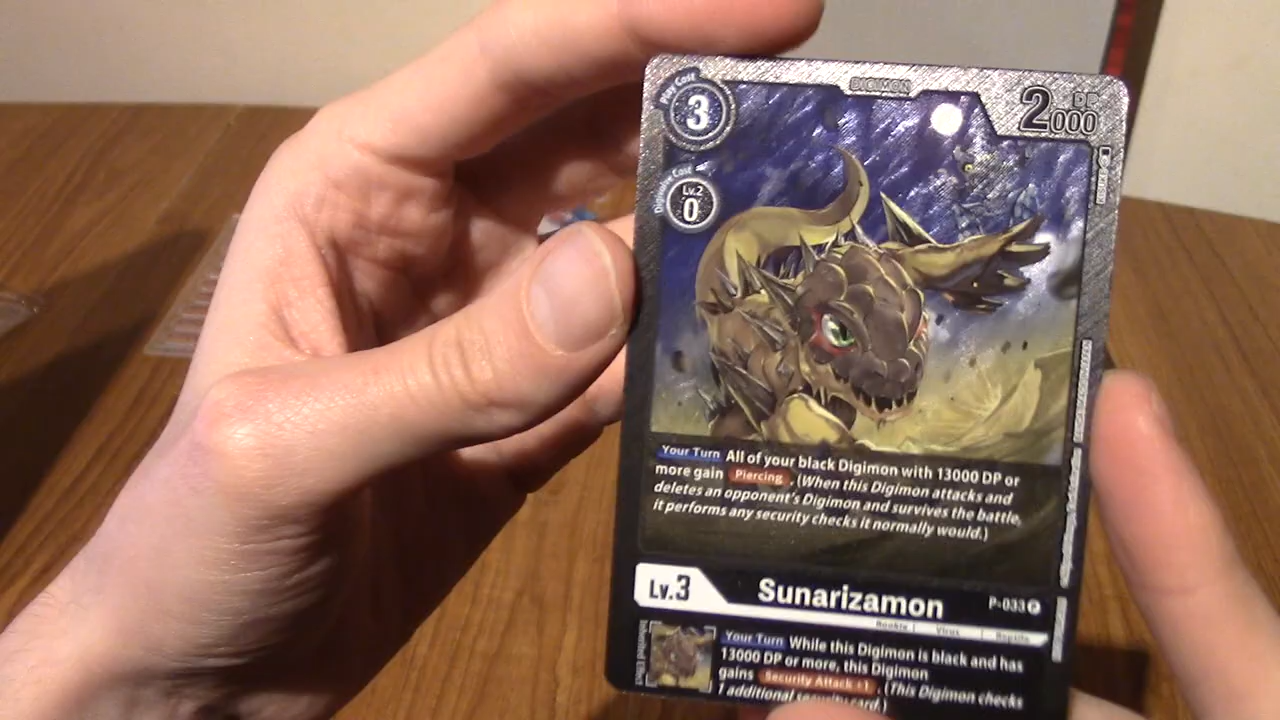 Play Cost
3
DIGIMON
DP
2000
Digivolve Cost
Lv.2
0
Your Turn All of your black Digimon with 13000 DP or
more gain Piercing. (When this Digimon attacks and
deletes an opponent's Digimon and survives the battle,
it performs any security checks it normally would.)
Lv.3
Sunarizamon
P-033 P
Rookie
Virus
Reptile
Inherited Effect
Your Turn While this Digimon is black and has
13000 DP or more, this Digimon
gains Security Attack +1. (This Digimon checks
1 additional security card.)